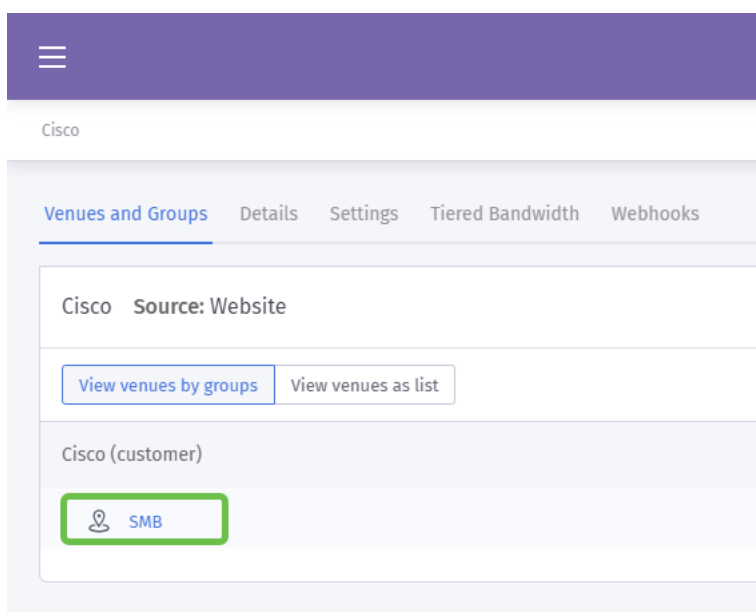 Cisco
Venues and Groups Details Settings Tiered Bandwidth Webhooks
Cisco Source: Website
View venues by groups View venues as list
Cisco (customer)
SMB